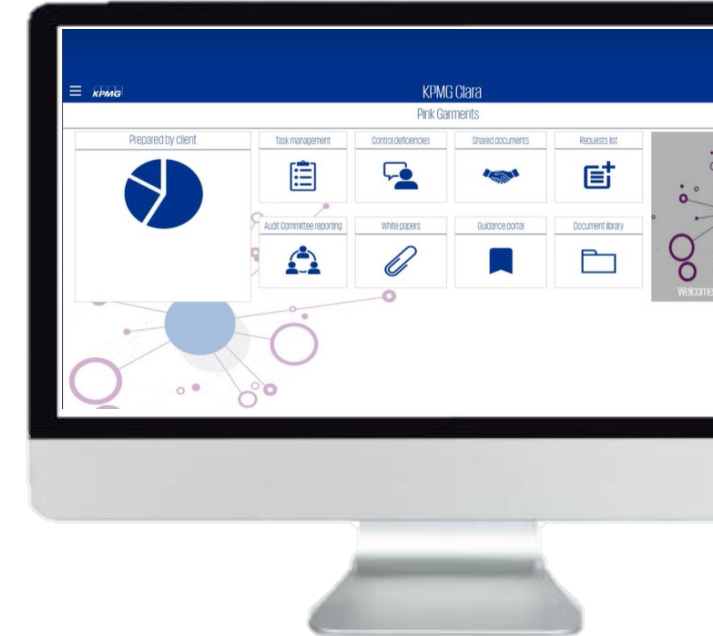 KPMG
KPMG Clara
Pink Garments
Prepared by client
Task management
Control deficiencies
Shared documents
Requests list
Audit Committee reporting
White papers
Guidance portal
Document library
Welcome